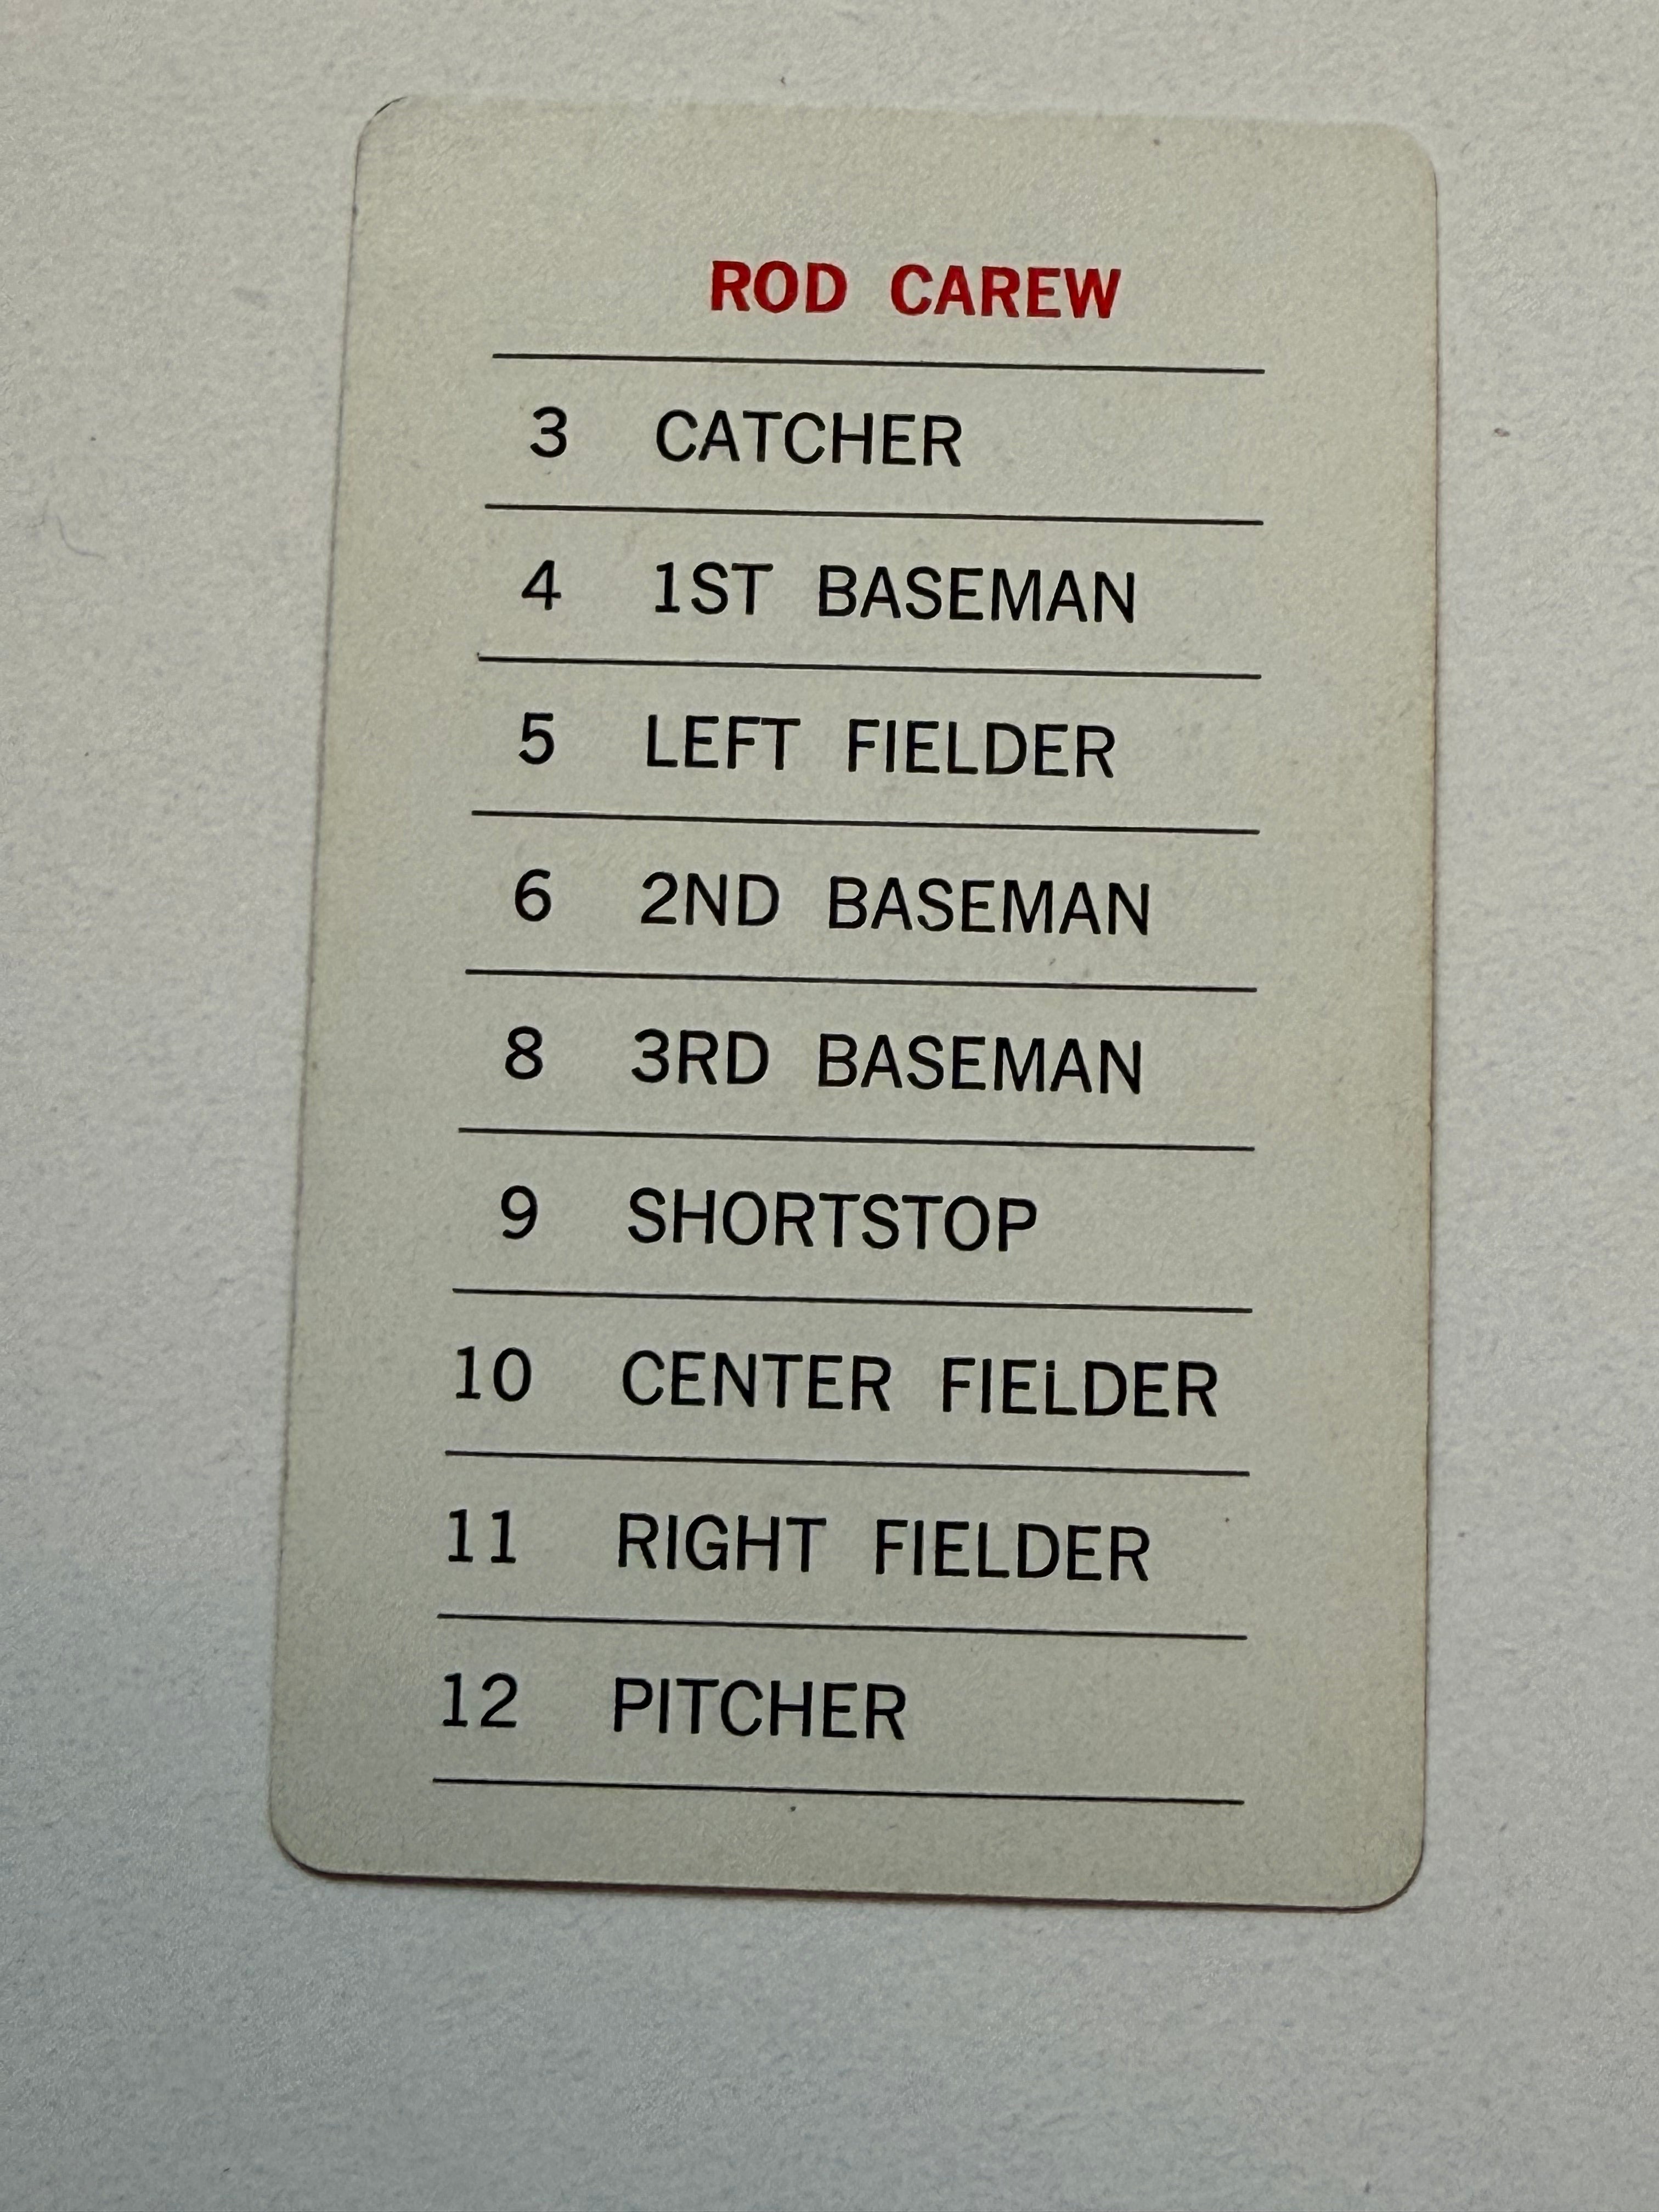 ROD CAREW
3 CATCHER
4 1ST BASEMAN
5 LEFT FIELDER
6 2ND BASEMAN
8 3RD BASEMAN
9 SHORTSTOP
10 CENTER FIELDER
11 RIGHT FIELDER
12 PITCHER